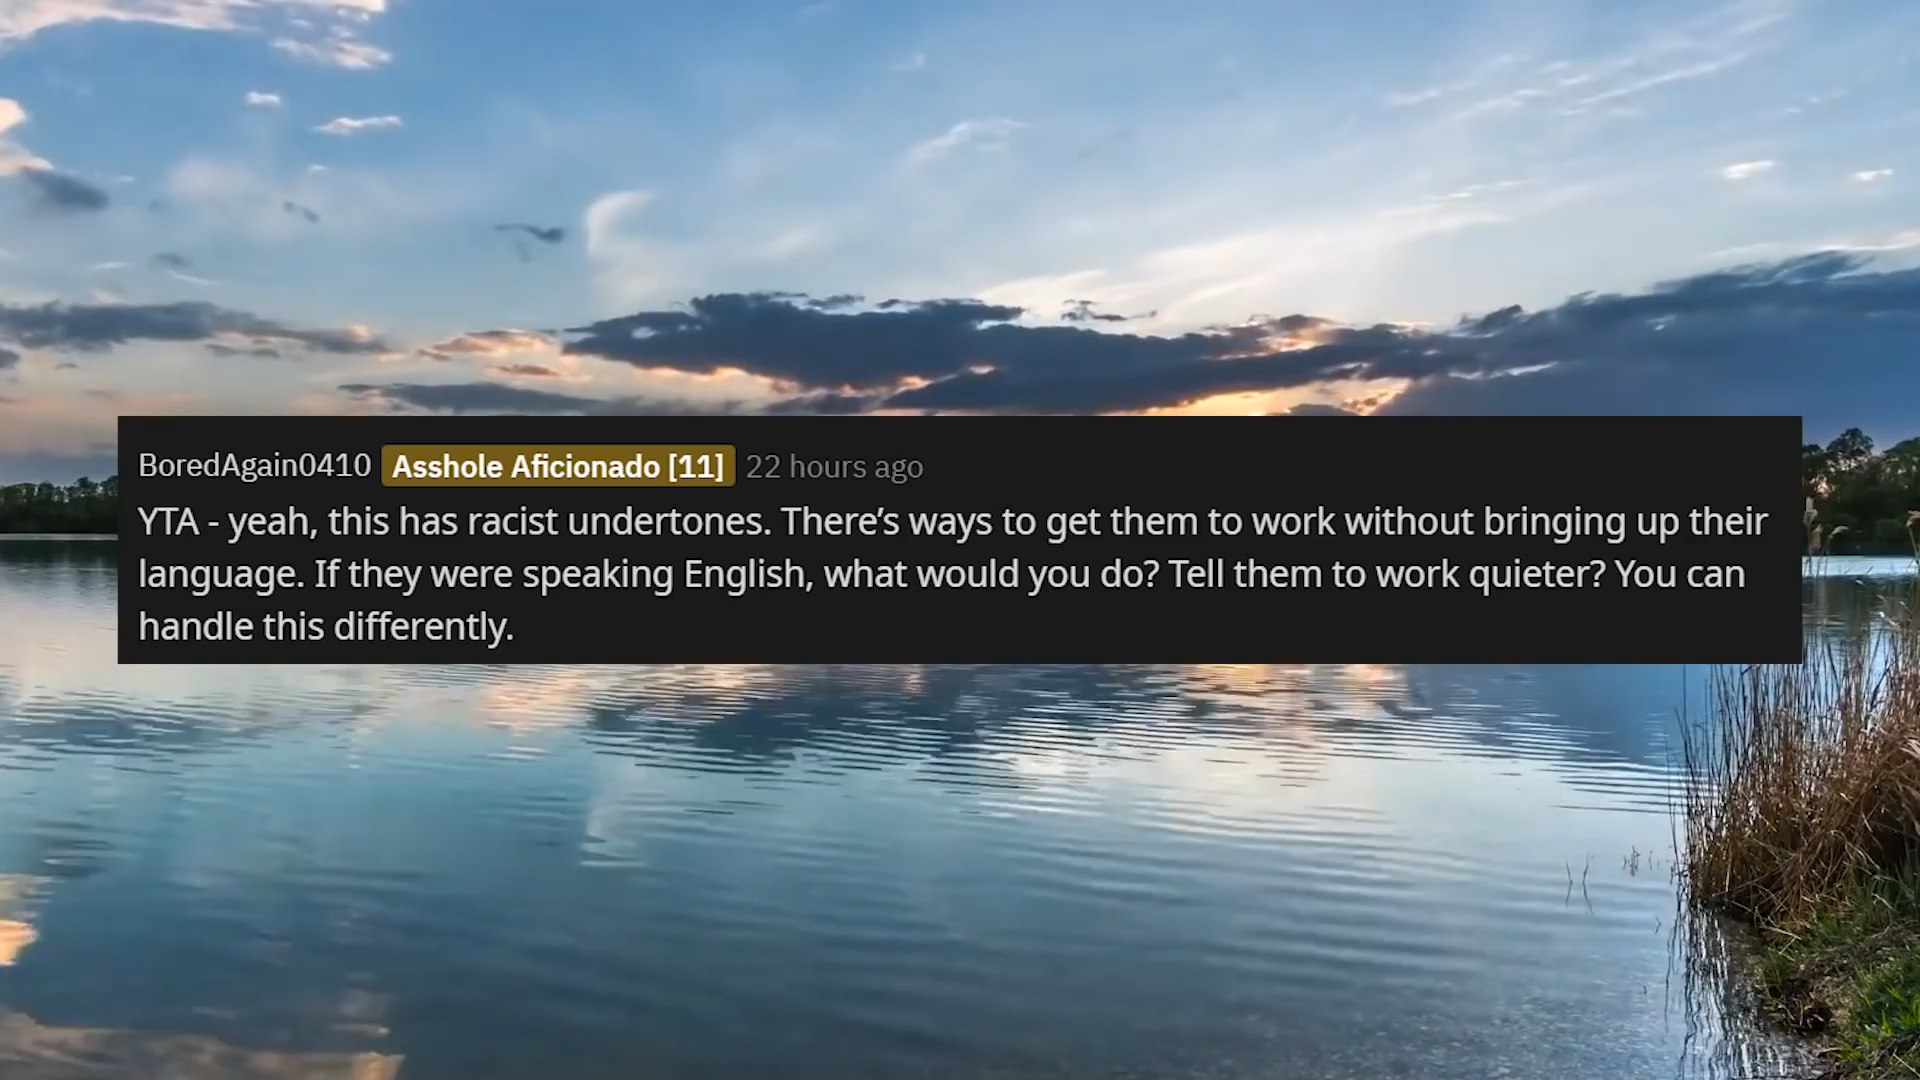 BoredAgain0410 Asshole Aficionado [11] 22 hours ago
YTA - yeah, this has racist undertones. There’s ways to get them to work without bringing up their
language. If they were speaking English, what would you do? Tell them to work quieter? You can
handle this differently.